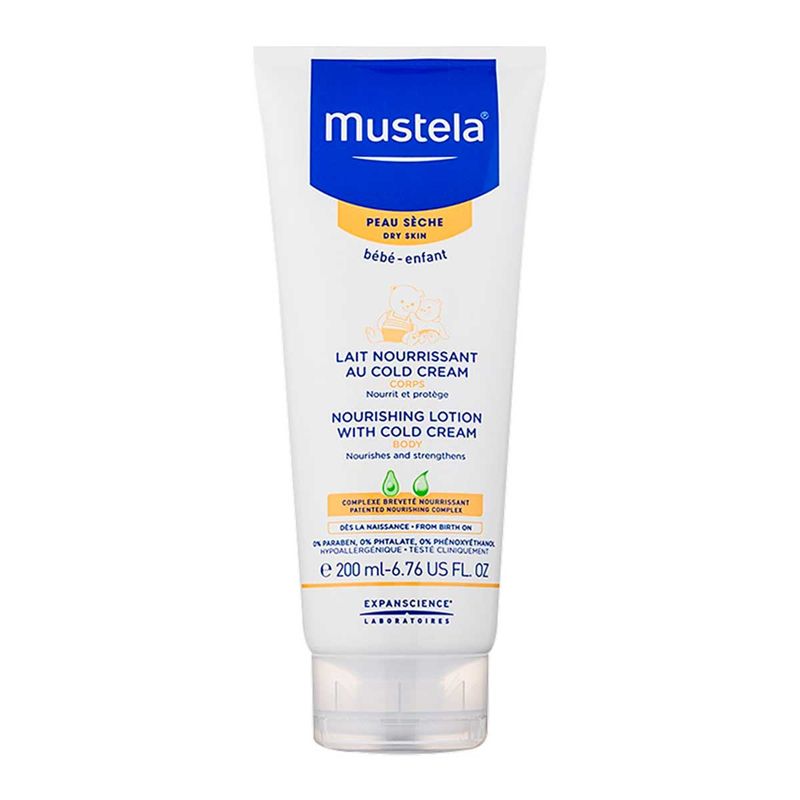 mustela®
PEAU SÈCHE
DRY SKIN
bébé-enfant
LAIT NOURRISSANT
AU COLD CREAM
CORPS
Nourrit et protège
NOURISHING LOTION
WITH COLD CREAM
BODY
Nourishes and strengthens
COMPLEXE BREVETÉ NOURRISSANT
PATENTED NOURISHING COMPLEX
DÈS LA NAISSANCE • FROM BIRTH ON
0% PARABEN, 0% PHTALATE, 0% PHÉNOXYÉTHANOL
HYPOALLERGÉNIQUE • TESTÉ CLINIQUEMENT
e 200 ml-6.76 US FL. OZ
EXPANSCIENCE®
LABORATOIRES